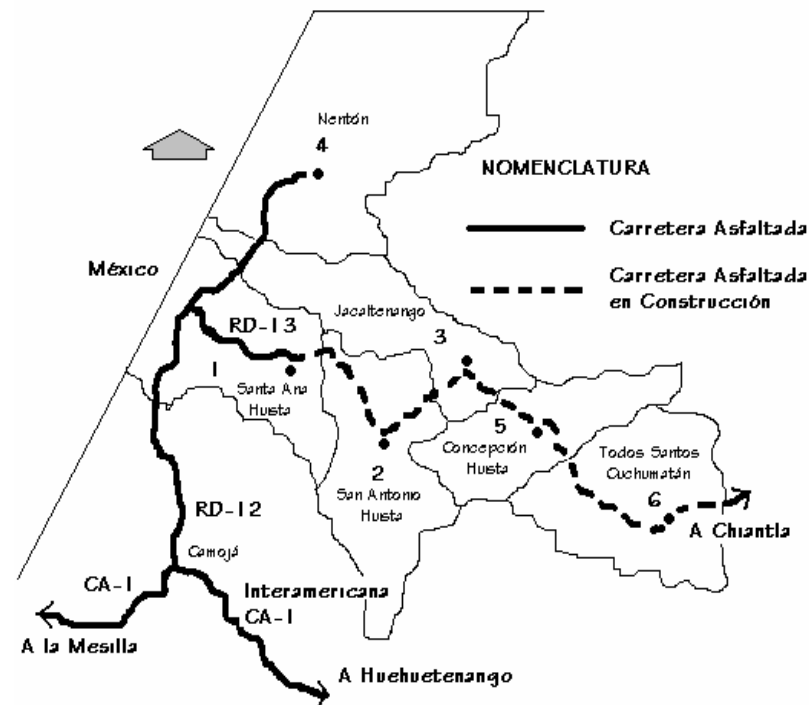 Nentón
4
NOMENCLATURA
Carretera Asfaltada
México
Carretera Asfaltada
en Construcción
Jacaltenango
RD-13
3
1
Santa Ana
Huista
5
Concepción
Huista
Todos Santos
Cuchumatán
2
San Antonio
Huista
6
RD-12
A Chiantla
Camojá
CA-1
Interamericana
CA-1
A la Mesilla
A Huehuetenango